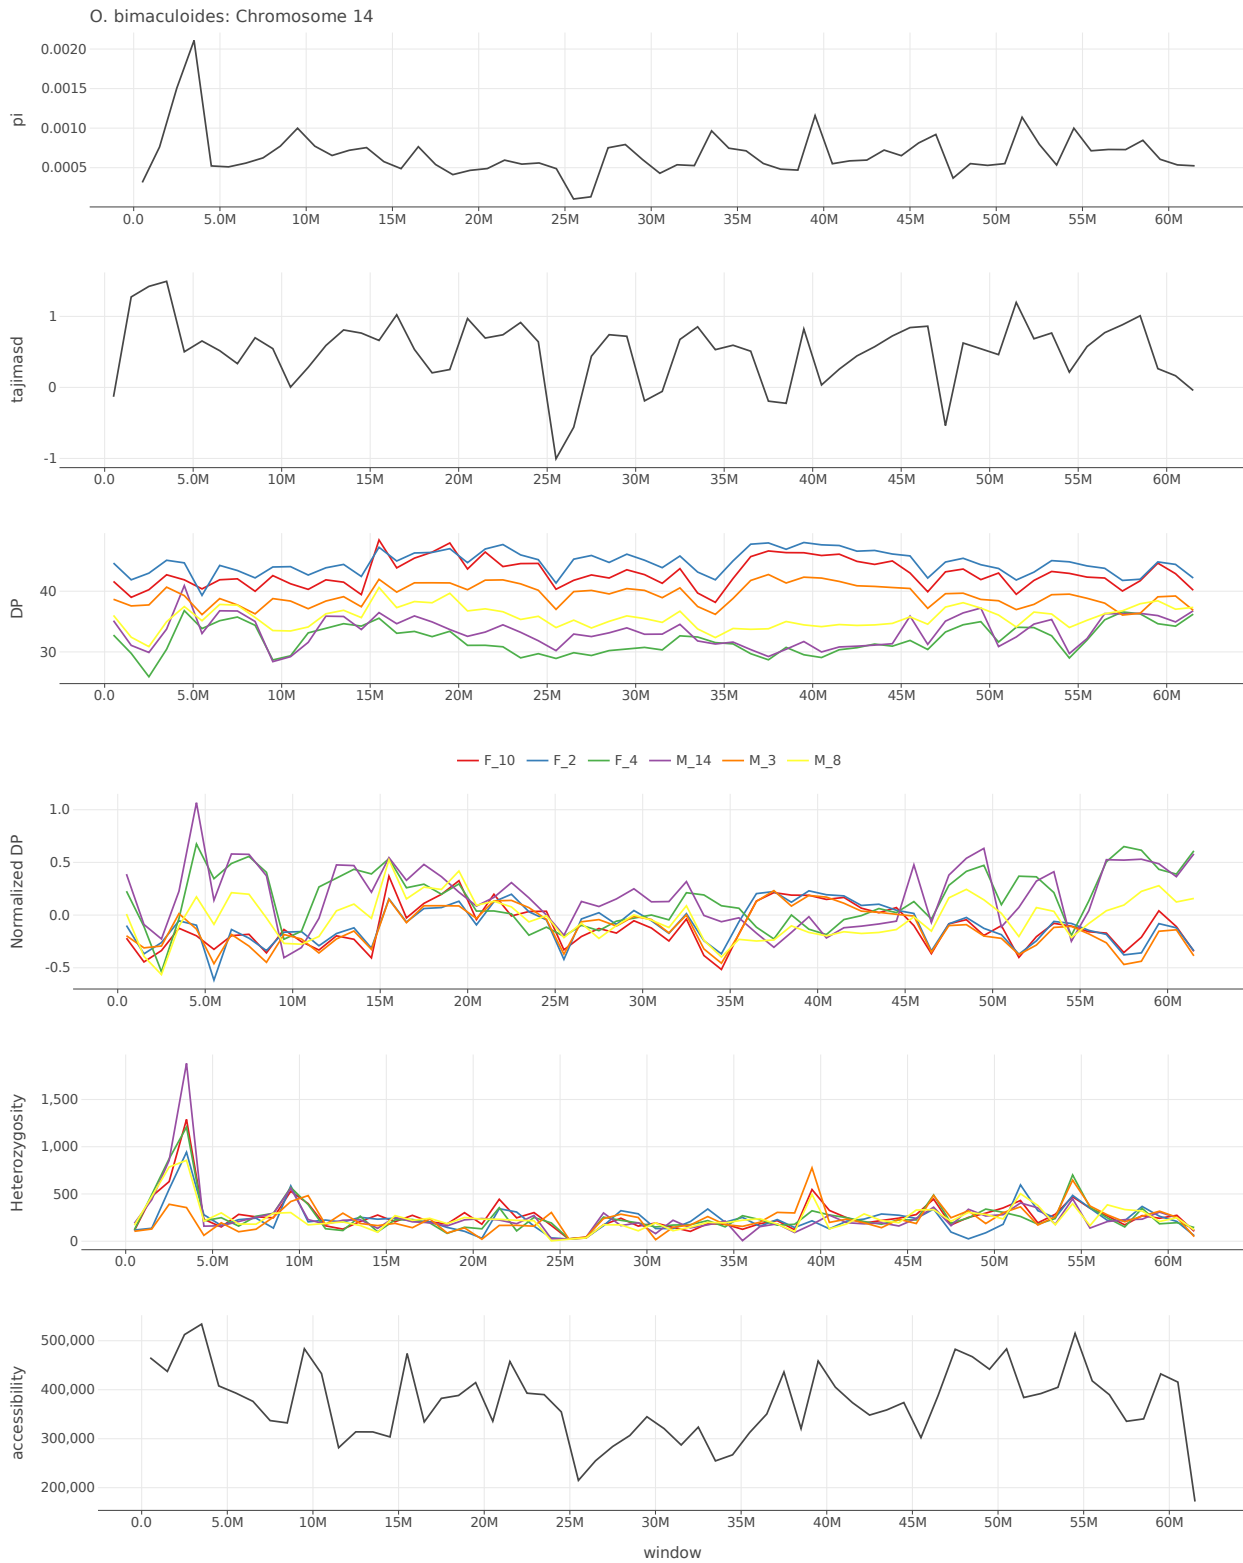 O. bimaculoides: Chromosome 14
0.0020
0.0015
0.0010
0.0005
pi
0.0 5.0M 10M 15M 20M 25M 30M 35M 40M 45M 50M 55M 60M
1
0
-1
tajimasd
0.0 5.0M 10M 15M 20M 25M 30M 35M 40M 45M 50M 55M 60M
40
30
DP
0.0 5.0M 10M 15M 20M 25M 30M 35M 40M 45M 50M 55M 60M
F_10 F_2 F_4 M_14 M_3 M_8
1.0
0.5
0.0
-0.5
Normalized DP
0.0 5.0M 10M 15M 20M 25M 30M 35M 40M 45M 50M 55M 60M
1,500
1,000
500
0
Heterozygosity
0.0 5.0M 10M 15M 20M 25M 30M 35M 40M 45M 50M 55M 60M
500,000
400,000
300,000
200,000
accessibility
0.0 5.0M 10M 15M 20M 25M 30M 35M 40M 45M 50M 55M 60M
window